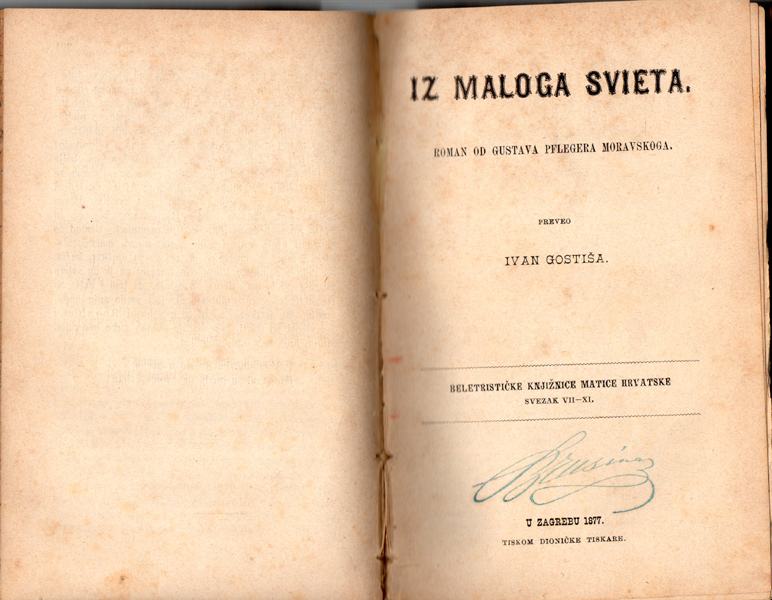 IZ MALOGA SVIETA.
ROMAN OD GUSTAVA PFLEGERA MORAVSKOGA.
PREVEO
IVAN GOSTIŠA.
BELETRISTIČKE KNJIŽNICE MATICE HRVATSKE
SVEZAK VII—XI.
U ZAGREBU 1877.
TISKOM DIONIČKE TISKARE.